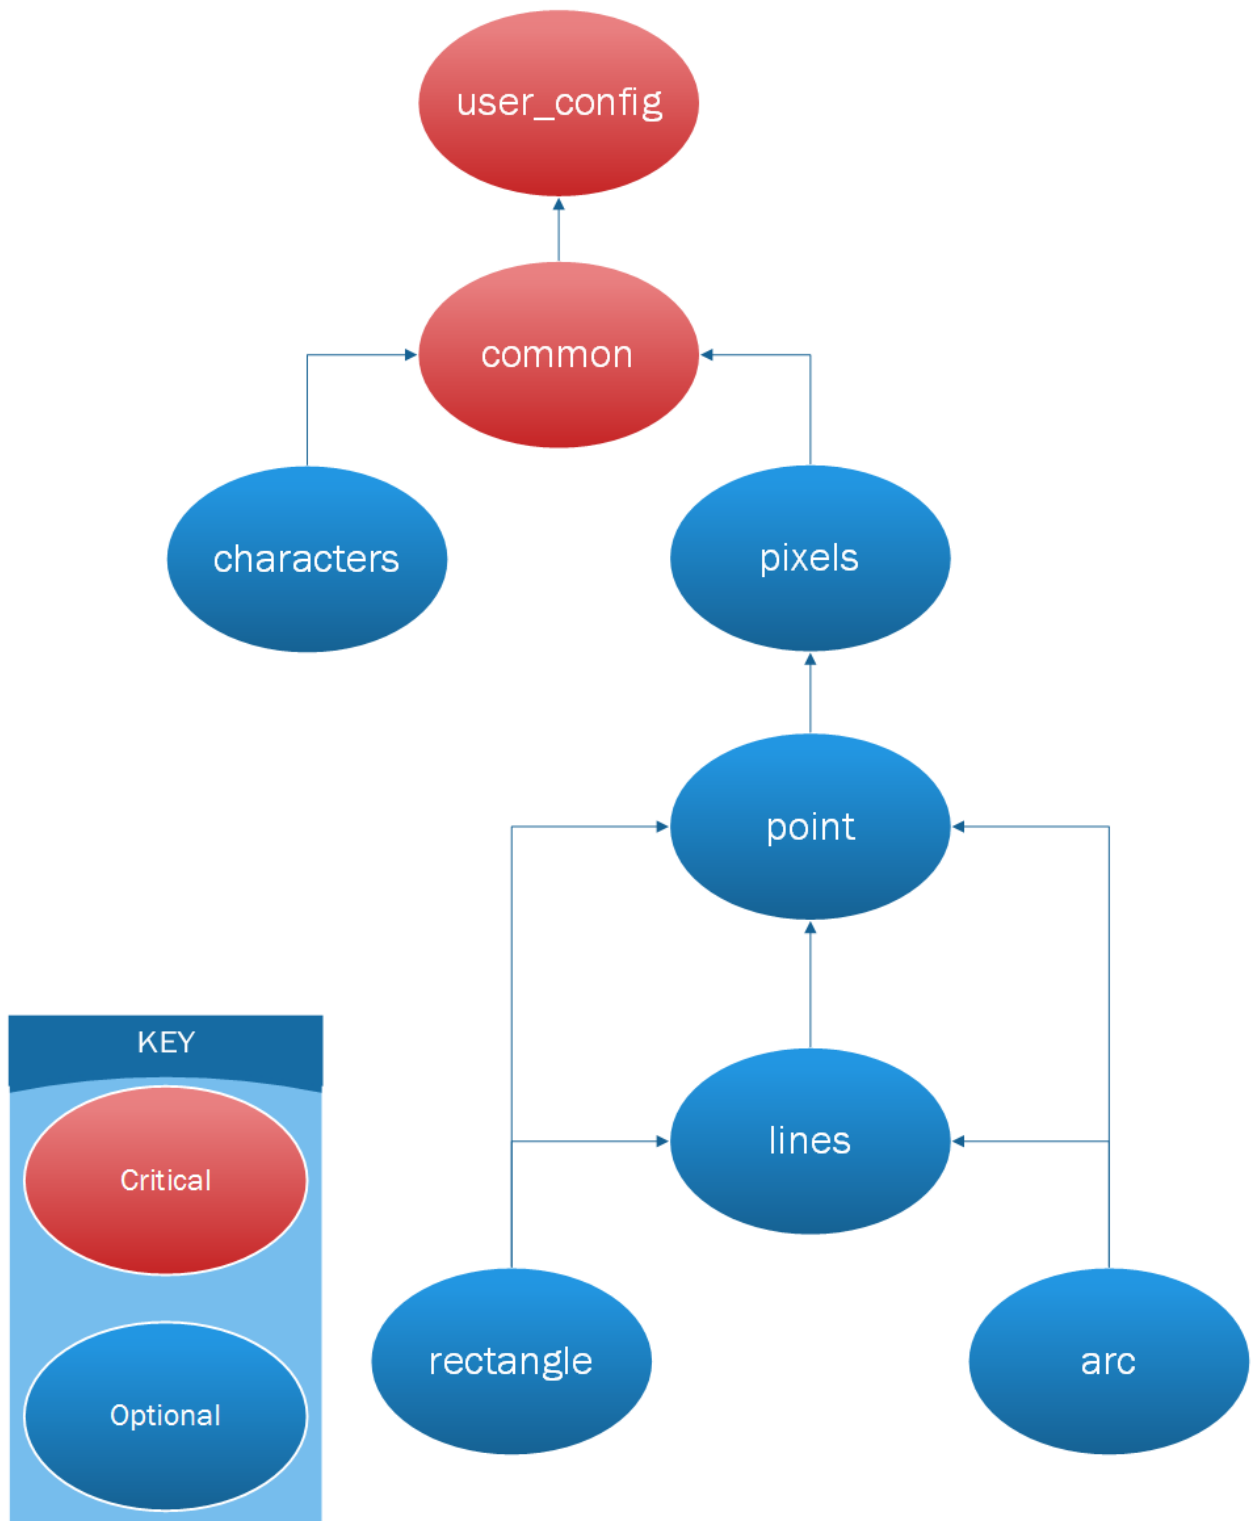 user_config
common
characters
pixels
point
lines
rectangle
arc
KEY
Critical
Optional